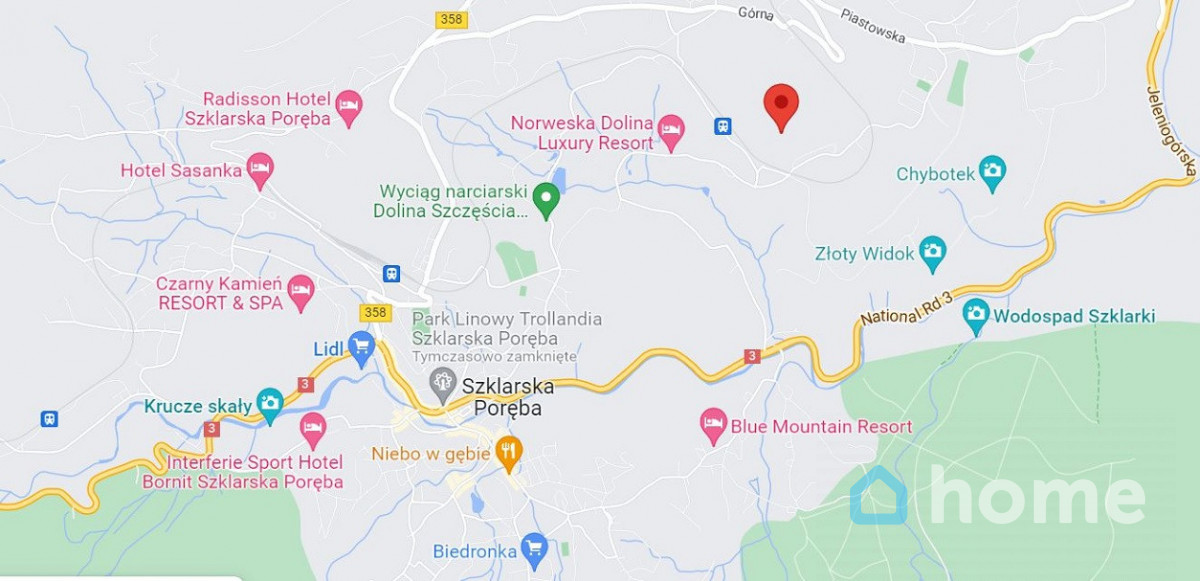 358
Górna
Piastowska
Jeleniogórska
Radisson Hotel
Szklarska Poręba
Norweska Dolina
Luxury Resort
Hotel Sasanka
Wyciąg narciarski
Dolina Szczęścia...
Chybotek
Złoty Widok
Czarny Kamień
RESORT & SPA
358
Park Linowy Trollandia
Szklarska Poręba
Tymczasowo zamknięte
National Rd 3
Wodospad Szklarki
Lidl
3
3
Szklarska
Poręba
Krucze skały
3
Blue Mountain Resort
Interferie Sport Hotel
Bornit Szklarska Poręba
Niebo w gębie
home
Biedronka